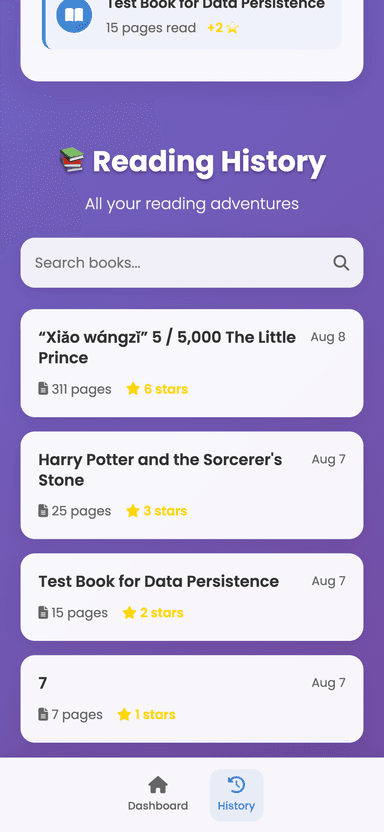 Test Book for Data Persistence
15 pages read +2
Reading History
All your reading adventures
Search books...
“Xiǎo wángzǐ” 5 / 5,000 The Little
Prince
Aug 8
311 pages 6 stars
Harry Potter and the Sorcerer's
Stone
Aug 7
25 pages 3 stars
Test Book for Data Persistence
Aug 7
15 pages 2 stars
7
Aug 7
7 pages 1 stars
Dashboard
History